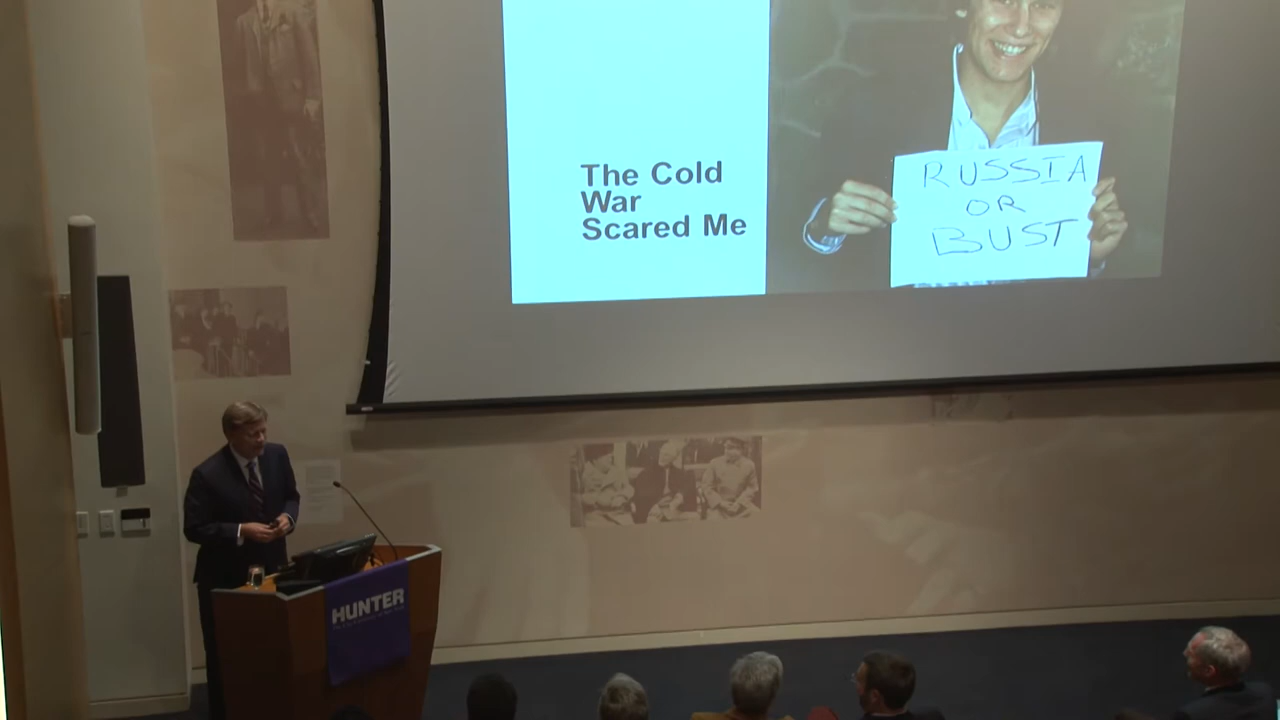 The Cold
War
Scared Me
RUSSIA
OR
BUST
HUNTER